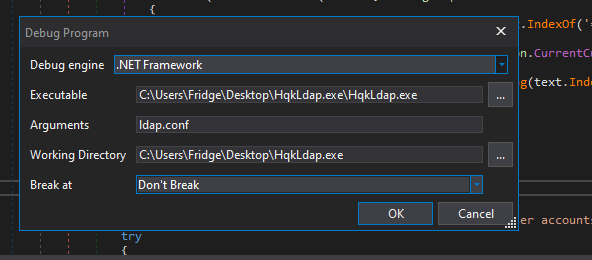 {
.IndexOf('=
Debug Program
Debug engine .NET Framework
n.CurrentCu
Executable C:\Users\Fridge\Desktop\HqkLdap.exe\HqkLdap.exe ...
g(text.Inde
Arguments ldap.conf
Working Directory C:\Users\Fridge\Desktop\HqkLdap.exe ...
Break at Don't Break
OK Cancel
er accounts
try
{